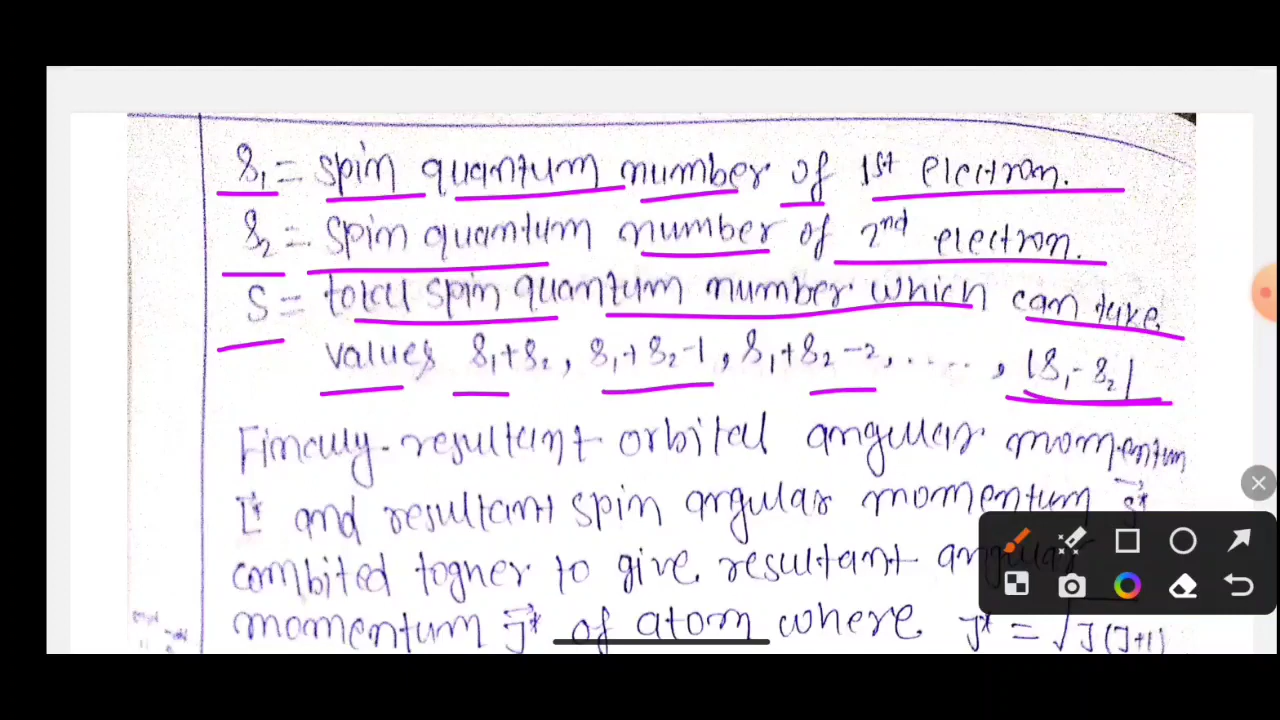 s₁ = spin quantum number of 1st electron.
s₂ = spin quantum number of 2nd electron.
S = total spin quantum number which can take
values s₁+s₂, s₁+s₂-1, s₁+s₂-2, ....., |s₁-s₂|
Finally resultant orbital angular momentum
L* and resultant spin angular momentum S*
combited togher to give resultant angular
momentum J* of atom where J* = √J(J+1)